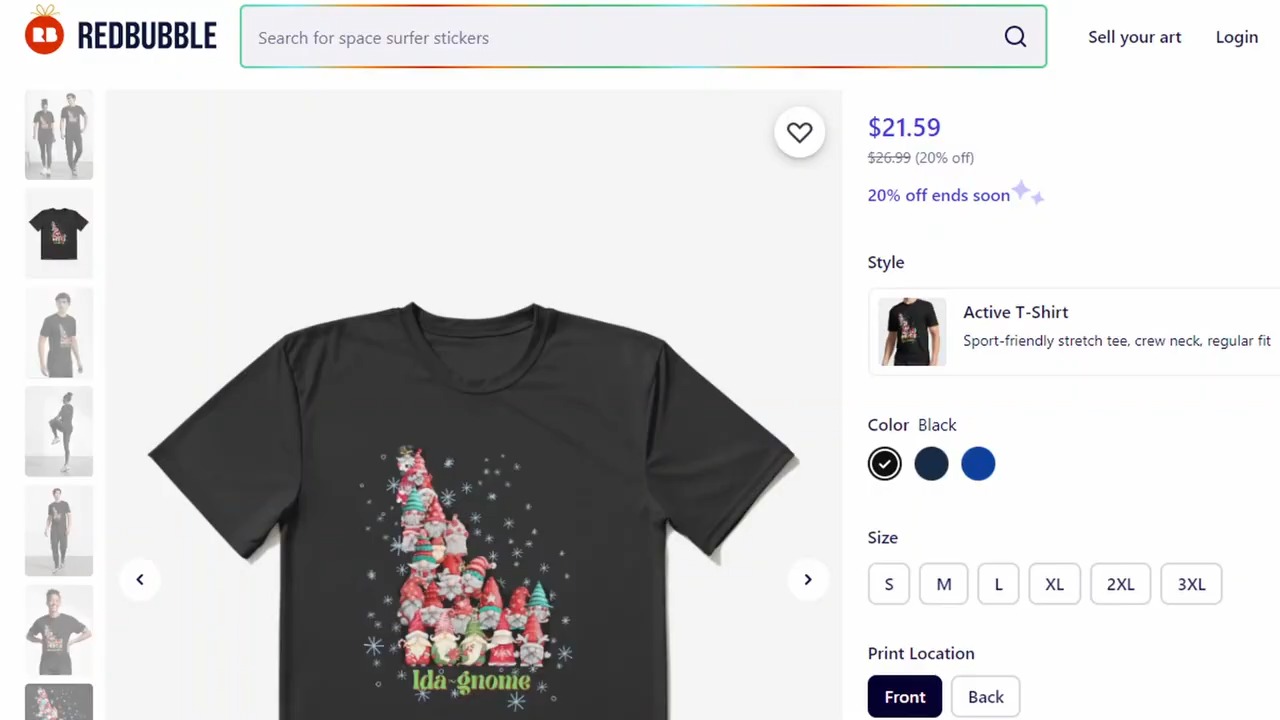 RB REDBUBBLE
Search for space surfer stickers
Sell your art
Login
$21.59
$26.99 (20% off)
20% off ends soon
Style
Active T-Shirt
Sport-friendly stretch tee, crew neck, regular fit
Color Black
Size
S M L XL 2XL 3XL
Print Location
Front Back
Ida-gnome